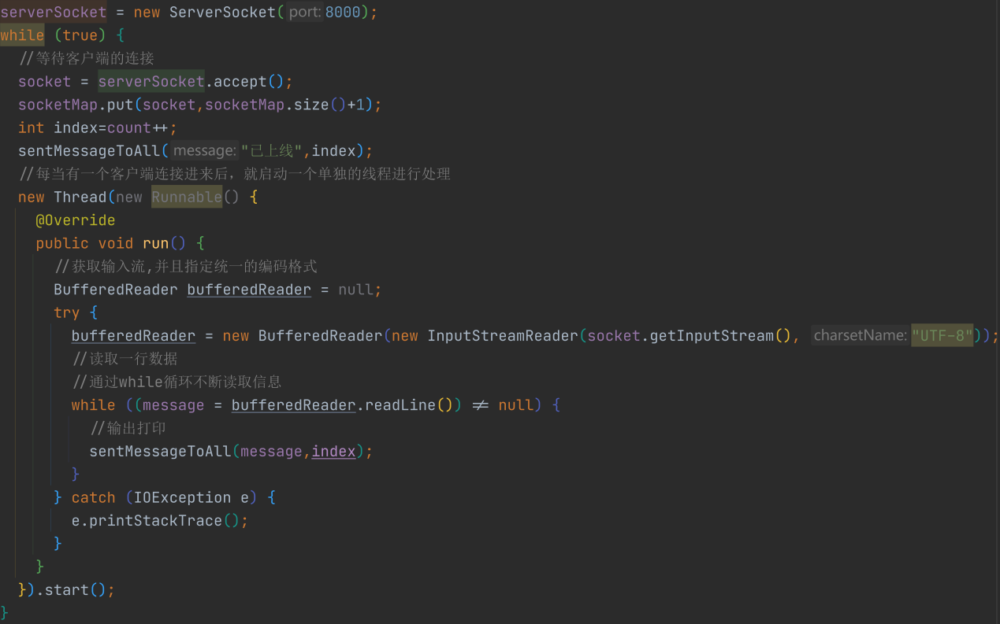 serverSocket = new ServerSocket( port: 8000);
while (true) {
//等待客户端的连接
socket = serverSocket.accept();
socketMap.put(socket,socketMap.size()+1);
int index=count++;
sentMessageToAll( message: "已上线",index);
//每当有一个客户端连接进来后，就启动一个单独的线程进行处理
new Thread(new Runnable() {
@Override
public void run() {
//获取输入流,并且指定统一的编码格式
BufferedReader bufferedReader = null;
try {
bufferedReader = new BufferedReader(new InputStreamReader(socket.getInputStream(), charsetName: "UTF-8"));
//读取一行数据
//通过while循环不断读取信息
while ((message = bufferedReader.readLine()) != null) {
//输出打印
sentMessageToAll(message,index);
}
} catch (IOException e) {
e.printStackTrace();
}
}
}).start();
}